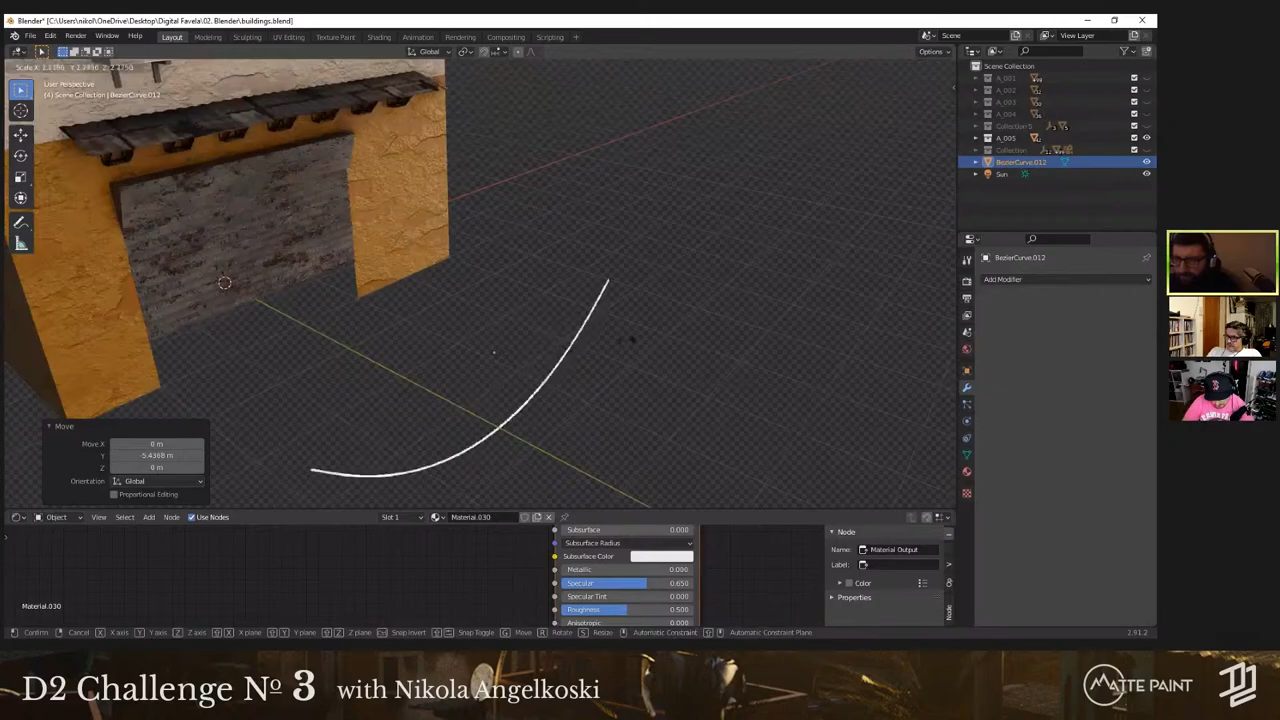 Blender* [C:\Users\nikol\OneDrive\Desktop\Digital Favela\02. Blender\buildings.blend]
File Edit Render Window Help Layout Modeling Sculpting UV Editing Texture Paint Shading Animation Rendering Compositing Scripting + Scene View Layer
Global Options
User Perspective
(4) Scene Collection | BezierCurve.012
Scene Collection
A_001
A_002
A_003
A_004
Collection 5
A_005
Collection
BezierCurve.012
Sun
BezierCurve.012
Add Modifier
Move
Move X 0 m
Y -5.4368 m
Z 0 m
Orientation Global
Proportional Editing
Object View Select Add Node Use Nodes Slot 1 Material.030
Subsurface 0.000
Subsurface Radius
Subsurface Color
Metallic 0.000
Specular 0.650
Specular Tint 0.000
Roughness 0.500
Anisotropic 0.000
Node
Name: Material Output
Label:
Color
Properties
Node
Material.030
Confirm Cancel X X axis Y Y axis Z Z axis X X plane Y Y plane Z Z plane Snap Invert Snap Toggle G Move R Rotate S Resize Automatic Constraint Automatic Constraint Plane 2.91.2
D2 Challenge Nº 3 with Nikola Angelkoski
MATTE PAINT